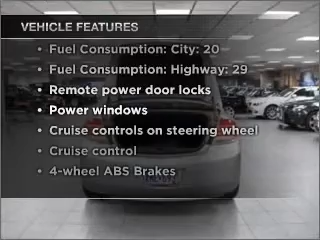 VEHICLE FEATURES
• Fuel Consumption: City: 20
• Fuel Consumption: Highway: 29
• Remote power door locks
• Power windows
• Cruise controls on steering wheel
• Cruise control
• 4-wheel ABS Brakes